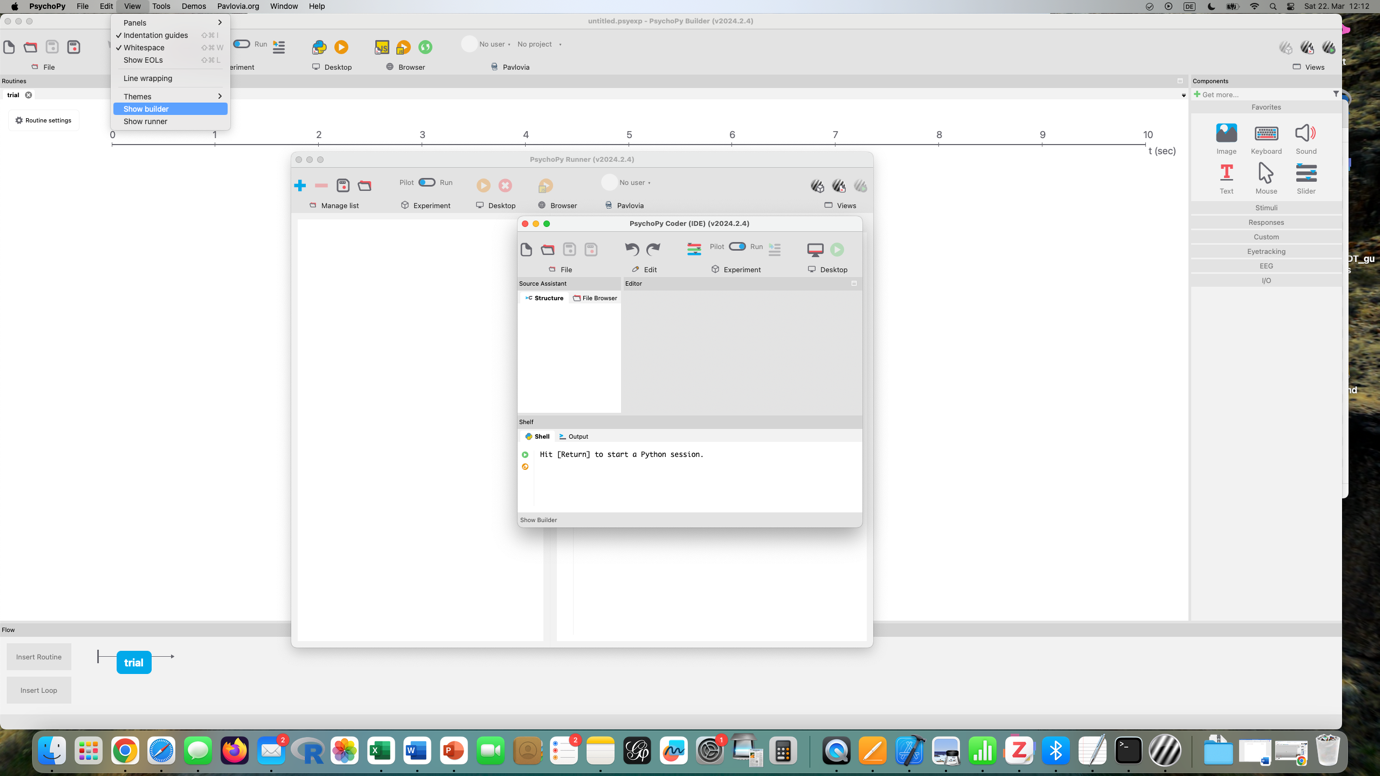 PsychoPy File Edit View Tools Demos Pavlovia.org Window Help DE Sat 22. Mar 12:12
untitled.psyexp - PsychoPy Builder (v2024.2.4)
Panels
Indentation guides ⇧⌘I
Whitespace ⇧⌘W
Show EOLs ⇧⌘L
Line wrapping
Themes
Show builder
Show runner
Run
No user
No project
File
Desktop
Browser
Pavlovia
Views
Routines
trial
Routine settings
0 2 3 4 5 6 7 8 9 10
t (sec)
Components
Get more...
Favorites
Image Keyboard Sound
Text Mouse Slider
Stimuli
Responses
Custom
Eyetracking
EEG
I/O
PsychoPy Runner (v2024.2.4)
Pilot Run
No user
Manage list Experiment Desktop Browser Pavlovia Views
PsychoPy Coder (IDE) (v2024.2.4)
Pilot Run
File Edit Experiment Desktop
Source Assistant Editor
Structure File Browser
Shelf
Shell Output
Hit [Return] to start a Python session.
Show Builder
Flow
Insert Routine
trial
Insert Loop
2
2
1